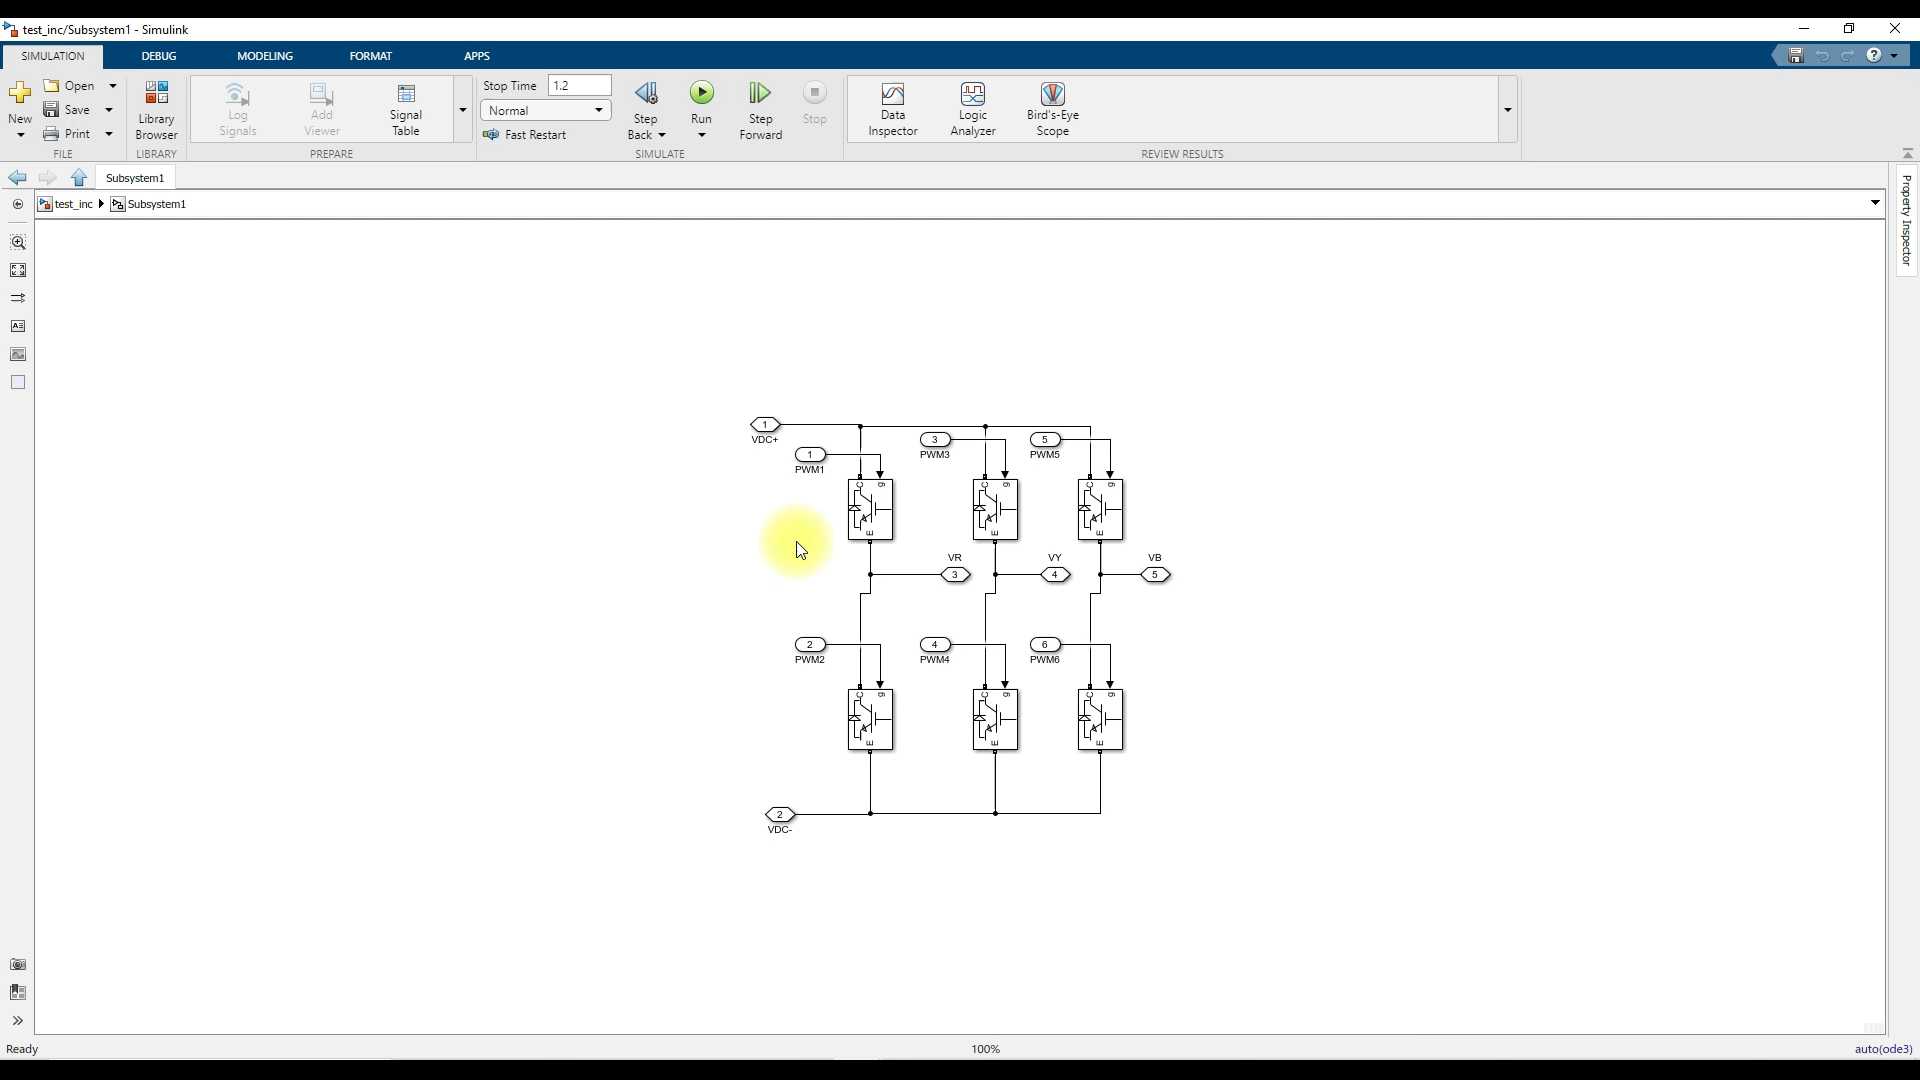 test_inc/Subsystem1 - Simulink
SIMULATION DEBUG MODELING FORMAT APPS
New
Open
Save
Print
FILE
Library
Browser
LIBRARY
Log
Signals
Add
Viewer
Signal
Table
PREPARE
Stop Time 1.2
Normal
Fast Restart
Step
Back
Run
Step
Forward
Stop
SIMULATE
Data
Inspector
Logic
Analyzer
Bird's-Eye
Scope
REVIEW RESULTS
Subsystem1
test_inc Subsystem1
Property Inspector
1
VDC+
1
PWM1
3
PWM3
5
PWM5
C g
E
C g
E
C g
E
VR
3
VY
4
VB
5
2
PWM2
4
PWM4
6
PWM6
C g
E
C g
E
C g
E
2
VDC-
Ready
100%
auto(ode3)